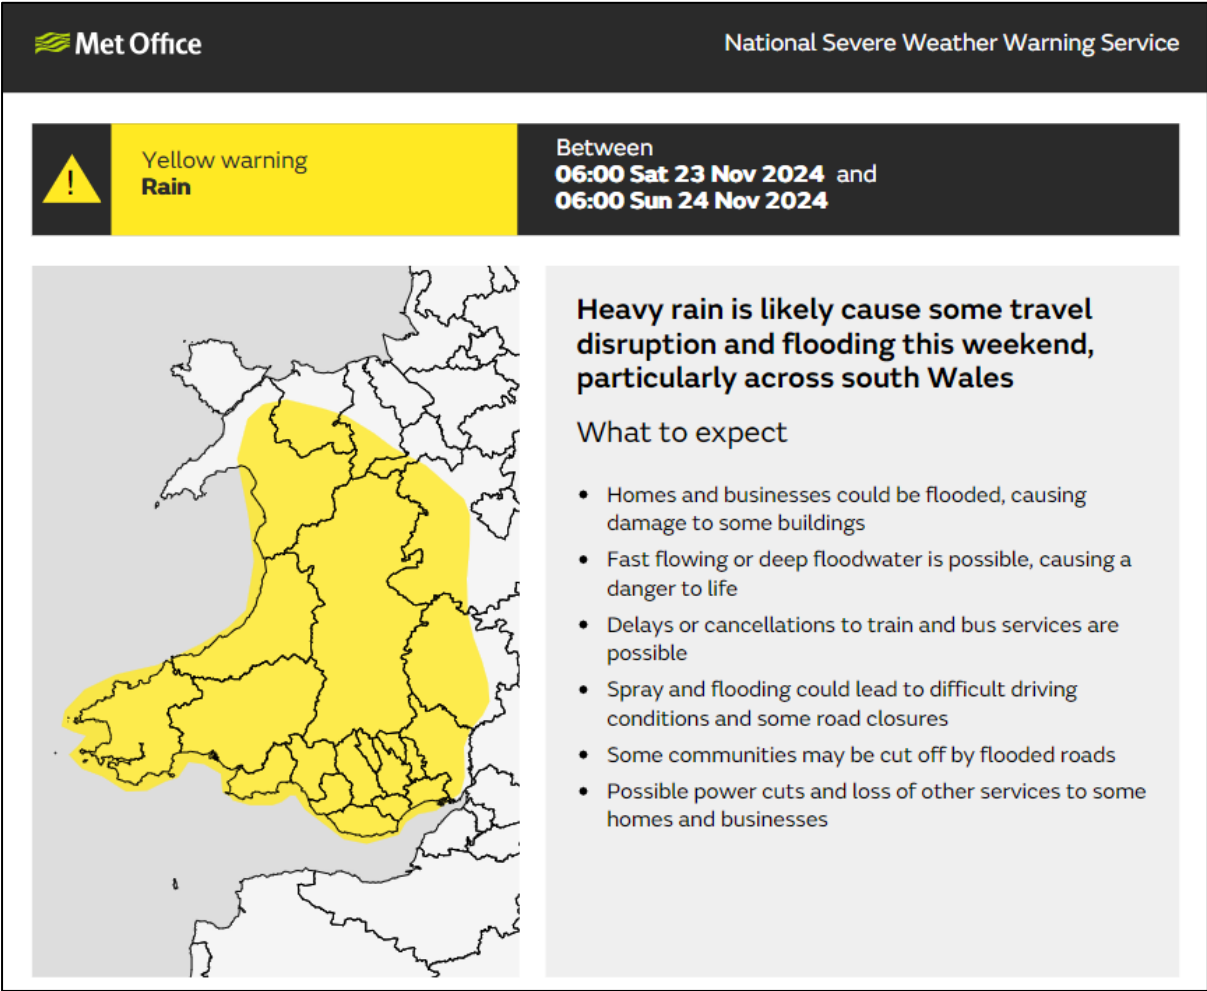 Met Office
National Severe Weather Warning Service
!
Yellow warning
Rain
Between
06:00 Sat 23 Nov 2024 and
06:00 Sun 24 Nov 2024
Heavy rain is likely cause some travel
disruption and flooding this weekend,
particularly across south Wales
What to expect
• Homes and businesses could be flooded, causing
damage to some buildings
• Fast flowing or deep floodwater is possible, causing a
danger to life
• Delays or cancellations to train and bus services are
possible
• Spray and flooding could lead to difficult driving
conditions and some road closures
• Some communities may be cut off by flooded roads
• Possible power cuts and loss of other services to some
homes and businesses